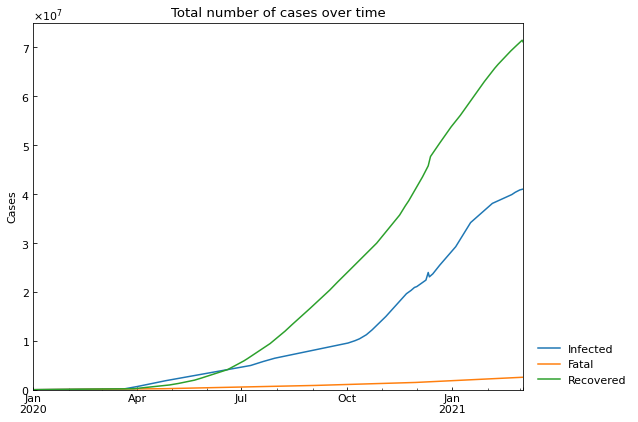 Total number of cases over time
×10⁷
7
6
5
4
3
2
1
0
Cases
Jan
2020
Apr
Jul
Oct
Jan
2021
Infected
Fatal
Recovered